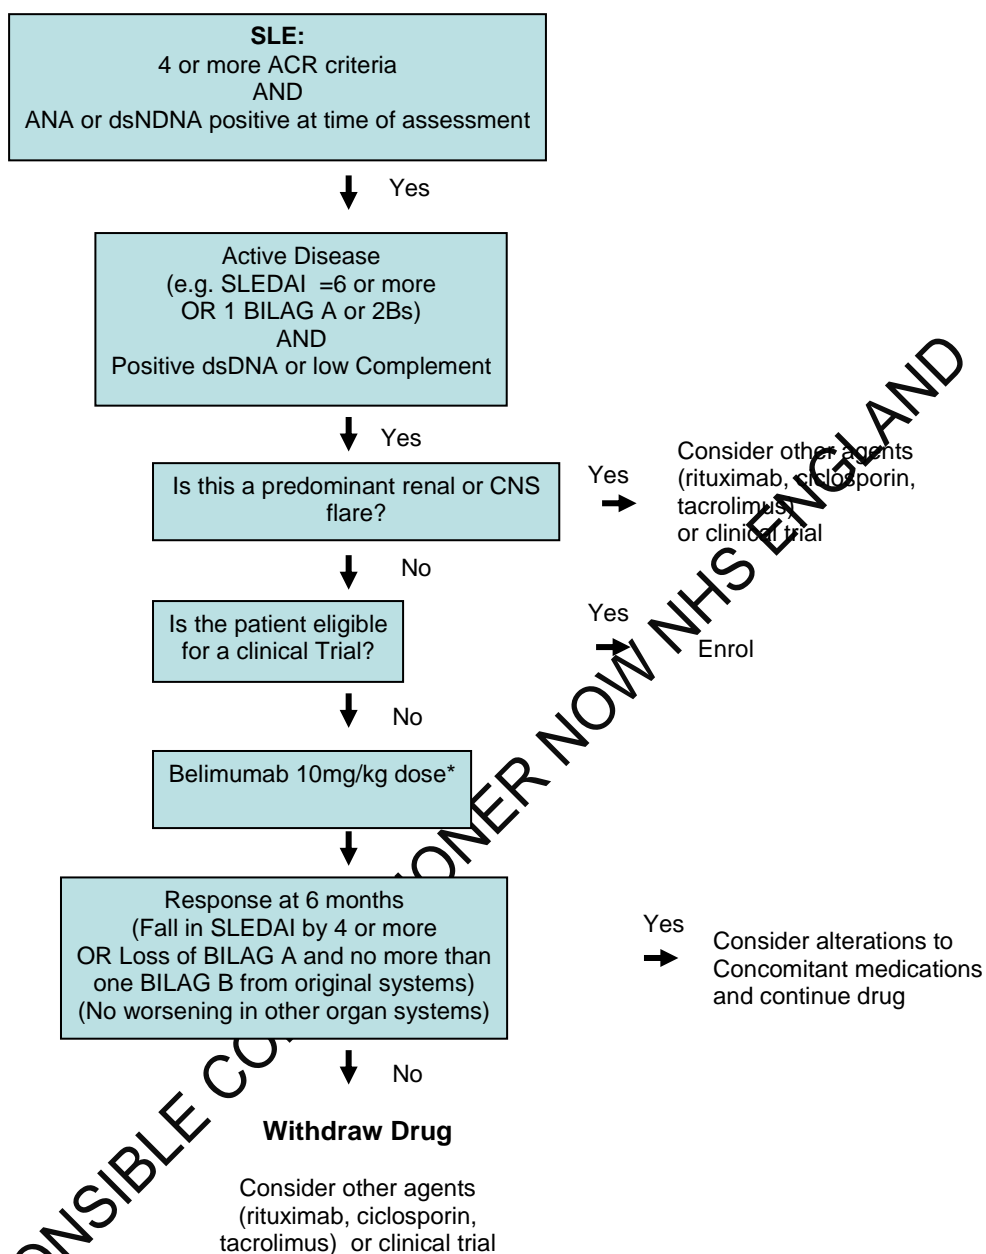 SLE:
4 or more ACR criteria
AND
ANA or dsNDNA positive at time of assessment
Yes
Active Disease
(e.g. SLEDAI =6 or more
OR 1 BILAG A or 2Bs)
AND
Positive dsDNA or low Complement
Yes
Is this a predominant renal or CNS
flare?
Yes
Consider other agents
(rituximab, ciclosporin,
tacrolimus)
or clinical trial
No
Is the patient eligible
for a clinical Trial?
Yes
Enrol
No
Belimumab 10mg/kg dose*
Response at 6 months
(Fall in SLEDAI by 4 or more
OR Loss of BILAG A and no more than
one BILAG B from original systems)
(No worsening in other organ systems)
Yes
Consider alterations to
Concomitant medications
and continue drug
No
Withdraw Drug
Consider other agents
(rituximab, ciclosporin,
tacrolimus) or clinical trial
NOW NHS ENGLAND